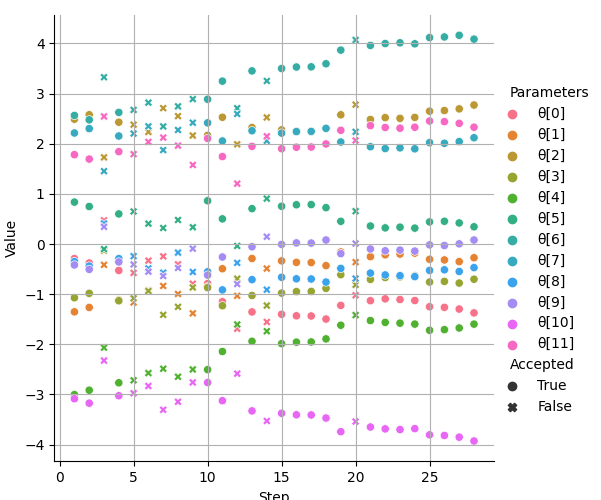 4
3
2
1
0
−1
−2
−3
−4
Value
0
5
10
15
20
25
Step
Parameters
θ[0]
θ[1]
θ[2]
θ[3]
θ[4]
θ[5]
θ[6]
θ[7]
θ[8]
θ[9]
θ[10]
θ[11]
Accepted
True
False